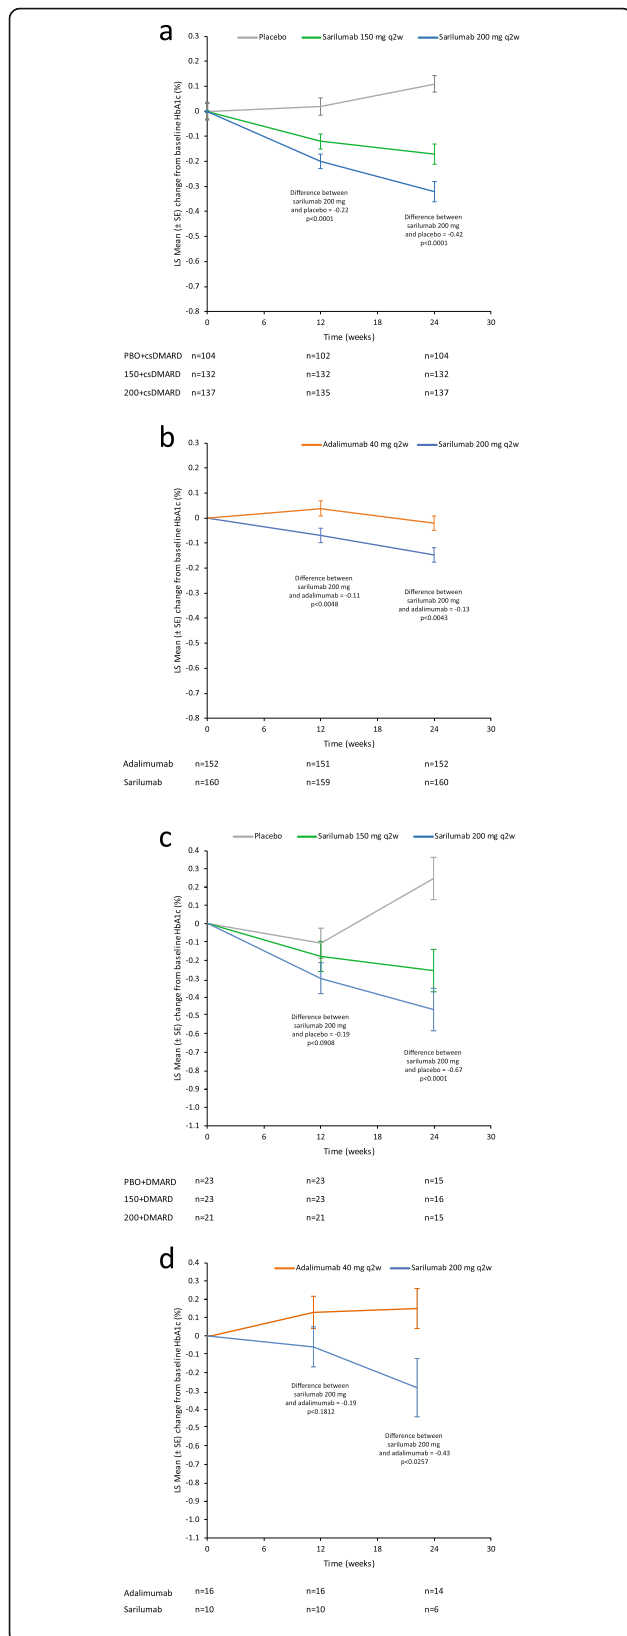 a
Placebo Sarilumab 150 mg q2w Sarilumab 200 mg q2w
LS Mean (± SE) change from baseline HbA1c (%)
0.3
0.2
0.1
0
-0.1
-0.2
-0.3
-0.4
-0.5
-0.6
-0.7
-0.8
Difference between
sarilumab 200 mg
and placebo = -0.22
p<0.0001
Difference between
sarilumab 200 mg
and placebo = -0.42
p<0.0001
0 6 12 18 24 30
Time (weeks)
PBO+csDMARD n=104 n=102 n=104
150+csDMARD n=132 n=132 n=132
200+csDMARD n=137 n=135 n=137
b
Adalimumab 40 mg q2w Sarilumab 200 mg q2w
LS Mean (± SE) change from baseline HbA1c (%)
0.3
0.2
0.1
0
-0.1
-0.2
-0.3
-0.4
-0.5
-0.6
-0.7
-0.8
Difference between
sarilumab 200 mg
and adalimumab = -0.11
p<0.0048
Difference between
sarilumab 200 mg
and adalimumab = -0.13
p<0.0043
0 6 12 18 24 30
Time (weeks)
Adalimumab n=152 n=151 n=152
Sarilumab n=160 n=159 n=160
c
Placebo Sarilumab 150 mg q2w Sarilumab 200 mg q2w
LS Mean (± SE) change from baseline HbA1c (%)
0.4
0.3
0.2
0.1
0
-0.1
-0.2
-0.3
-0.4
-0.5
-0.6
-0.7
-0.8
-0.9
-1.0
-1.1
Difference between
sarilumab 200 mg
and placebo = -0.19
p<0.0908
Difference between
sarilumab 200 mg
and placebo = -0.67
p<0.0001
0 6 12 18 24 30
Time (weeks)
PBO+DMARD n=23 n=23 n=15
150+DMARD n=23 n=23 n=16
200+DMARD n=21 n=21 n=15
d
Adalimumab 40 mg q2w Sarilumab 200 mg q2w
LS Mean (± SE) change from baseline HbA1c (%)
0.4
0.3
0.2
0.1
0
-0.1
-0.2
-0.3
-0.4
-0.5
-0.6
-0.7
-0.8
-0.9
-1.0
-1.1
Difference between
sarilumab 200 mg
and adalimumab = -0.19
p<0.1812
Difference between
sarilumab 200 mg
and adalimumab = -0.43
p<0.0257
0 6 12 18 24 30
Time (weeks)
Adalimumab n=16 n=16 n=14
Sarilumab n=10 n=10 n=6